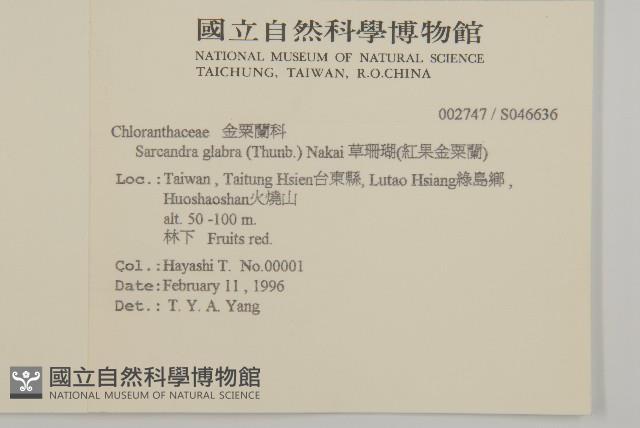 國立自然科學博物館
NATIONAL MUSEUM OF NATURAL SCIENCE
TAICHUNG, TAIWAN, R.O.CHINA
002747 / S046636
Chloranthaceae 金粟蘭科
Sarcandra glabra (Thunb.) Nakai 草珊瑚(紅果金粟蘭)
Loc.: Taiwan , Taitung Hsien台東縣, Lutao Hsiang綠島鄉 ,
Huoshaoshan火燒山
alt. 50 -100 m.
林下 Fruits red.
Col.: Hayashi T. No.00001
Date: February 11 , 1996
Det.: T. Y. A. Yang
國立自然科學博物館
NATIONAL MUSEUM OF NATURAL SCIENCE